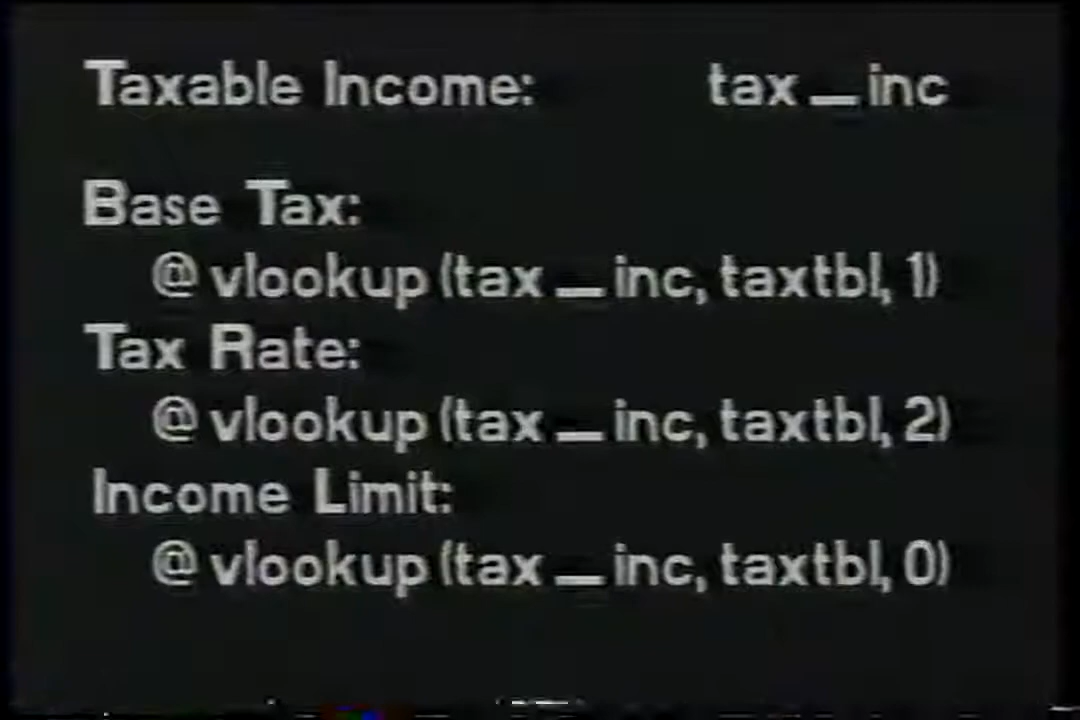 Taxable Income: tax_inc
Base Tax:
@vlookup (tax_inc, taxtbl, 1)
Tax Rate:
@vlookup (tax_inc, taxtbl, 2)
Income Limit:
@vlookup (tax_inc, taxtbl, 0)